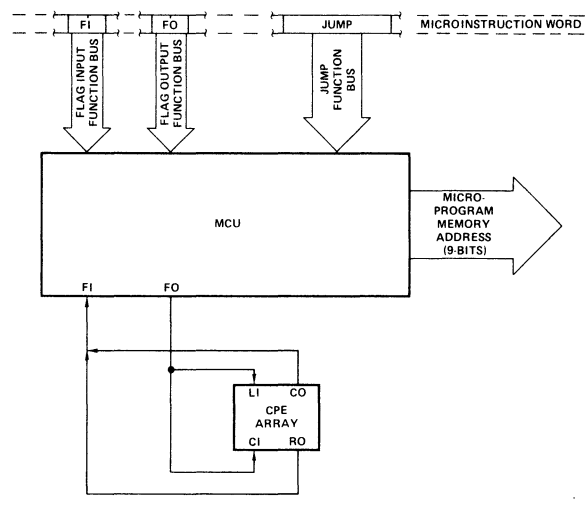 FI FO JUMP MICROINSTRUCTION WORD
FLAG INPUT
FUNCTION BUS
FLAG OUTPUT
FUNCTION BUS
JUMP
FUNCTION
BUS
MCU
MICRO-
PROGRAM
MEMORY
ADDRESS
(9-BITS)
FI FO
LI CO
CPE
ARRAY
CI RO